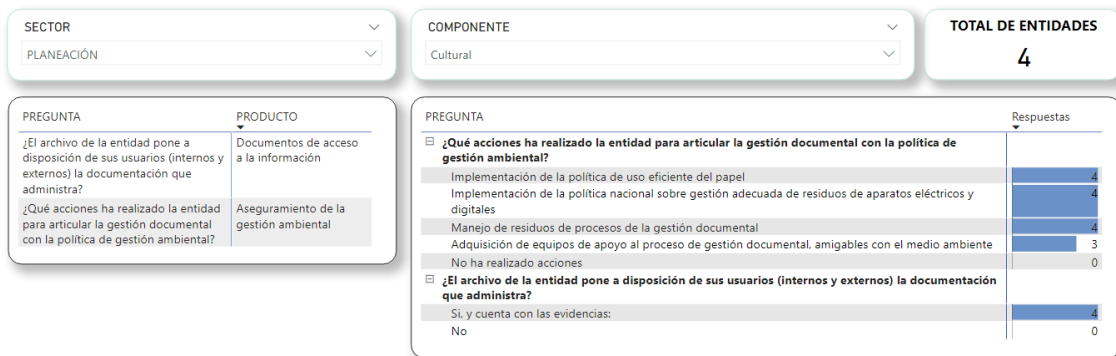 SECTOR
PLANEACIÓN
COMPONENTE
Cultural
TOTAL DE ENTIDADES
4
PREGUNTA PRODUCTO
¿El archivo de la entidad pone a Documentos de acceso
disposición de sus usuarios (internos y a la información
externos) la documentación que
administra?
¿Qué acciones ha realizado la entidad Aseguramiento de la
para articular la gestión documental gestión ambiental
con la política de gestión ambiental?
PREGUNTA Respuestas
¿Qué acciones ha realizado la entidad para articular la gestión documental con la política de
gestión ambiental?
Implementación de la política de uso eficiente del papel 4
Implementación de la política nacional sobre gestión adecuada de residuos de aparatos eléctricos y 4
digitales
Manejo de residuos de procesos de la gestión documental 4
Adquisición de equipos de apoyo al proceso de gestión documental, amigables con el medio ambiente 3
No ha realizado acciones 0
¿El archivo de la entidad pone a disposición de sus usuarios (internos y externos) la documentación
que administra?
Si, y cuenta con las evidencias: 4
No 0